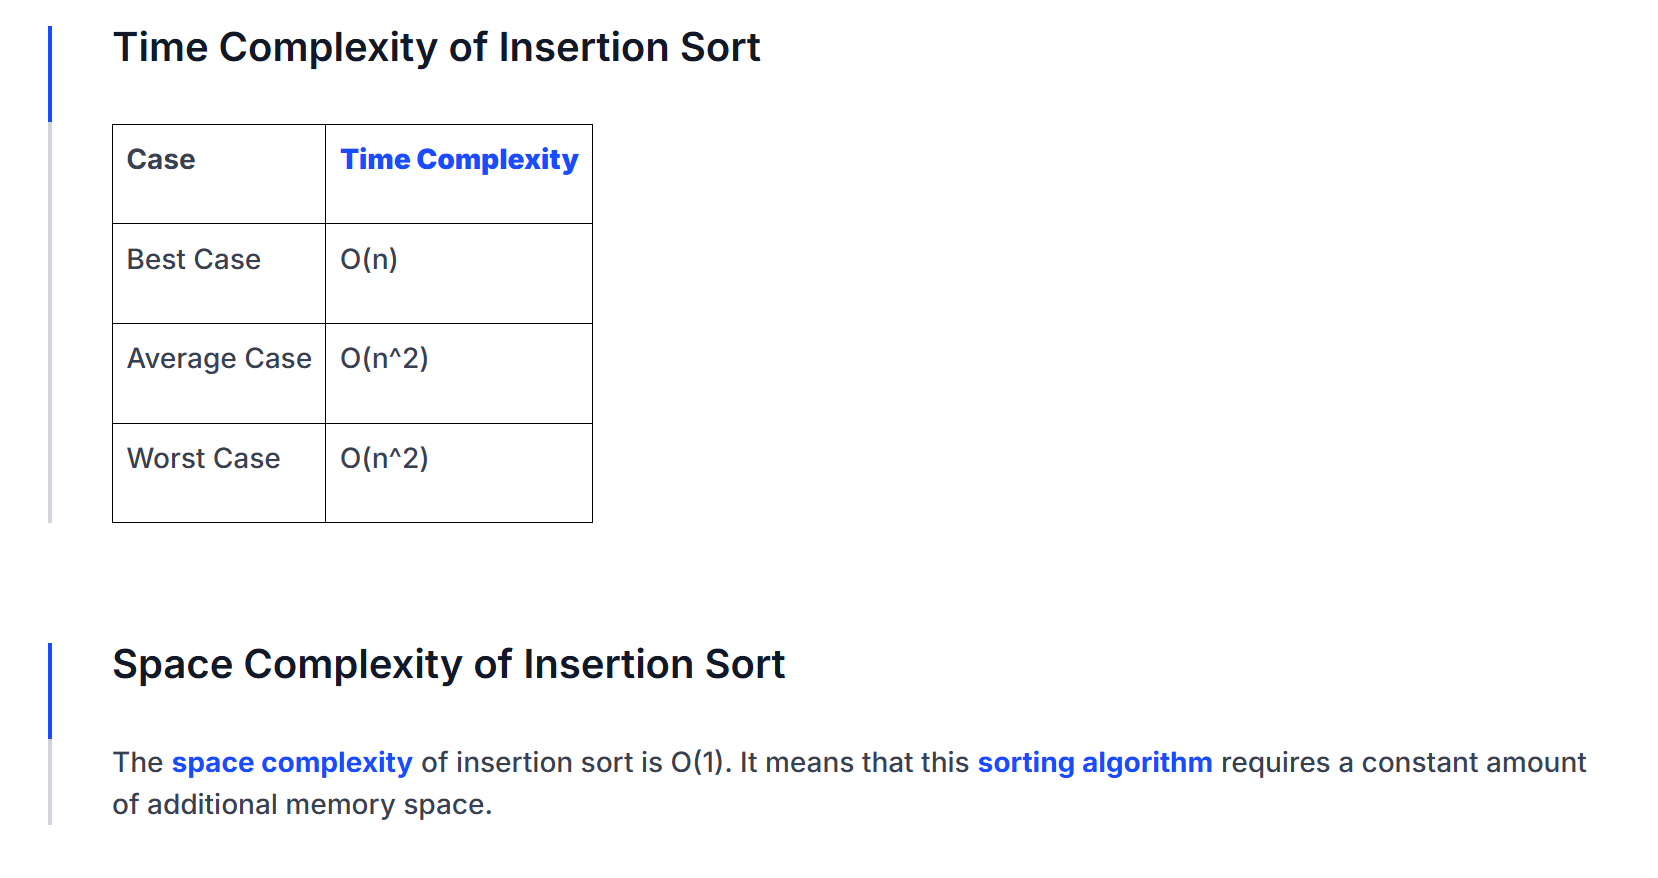 Time Complexity of Insertion Sort
Case Time Complexity
Best Case O(n)
Average Case O(n^2)
Worst Case O(n^2)
Space Complexity of Insertion Sort
The space complexity of insertion sort is O(1). It means that this sorting algorithm requires a constant amount
of additional memory space.